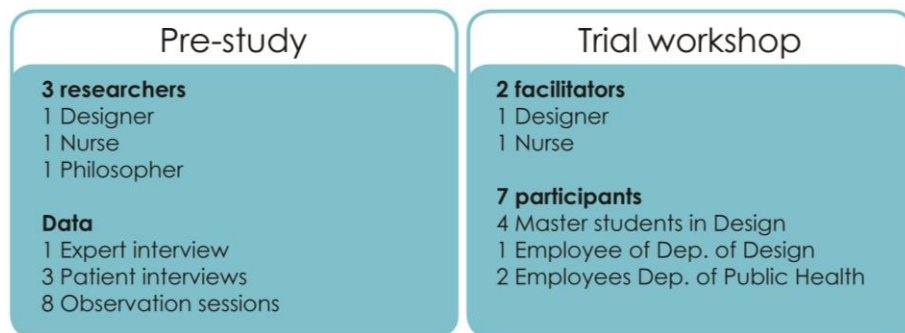 Pre-study
3 researchers
1 Designer
1 Nurse
1 Philosopher
Data
1 Expert interview
3 Patient interviews
8 Observation sessions
Trial workshop
2 facilitators
1 Designer
1 Nurse
7 participants
4 Master students in Design
1 Employee of Dep. of Design
2 Employees Dep. of Public Health